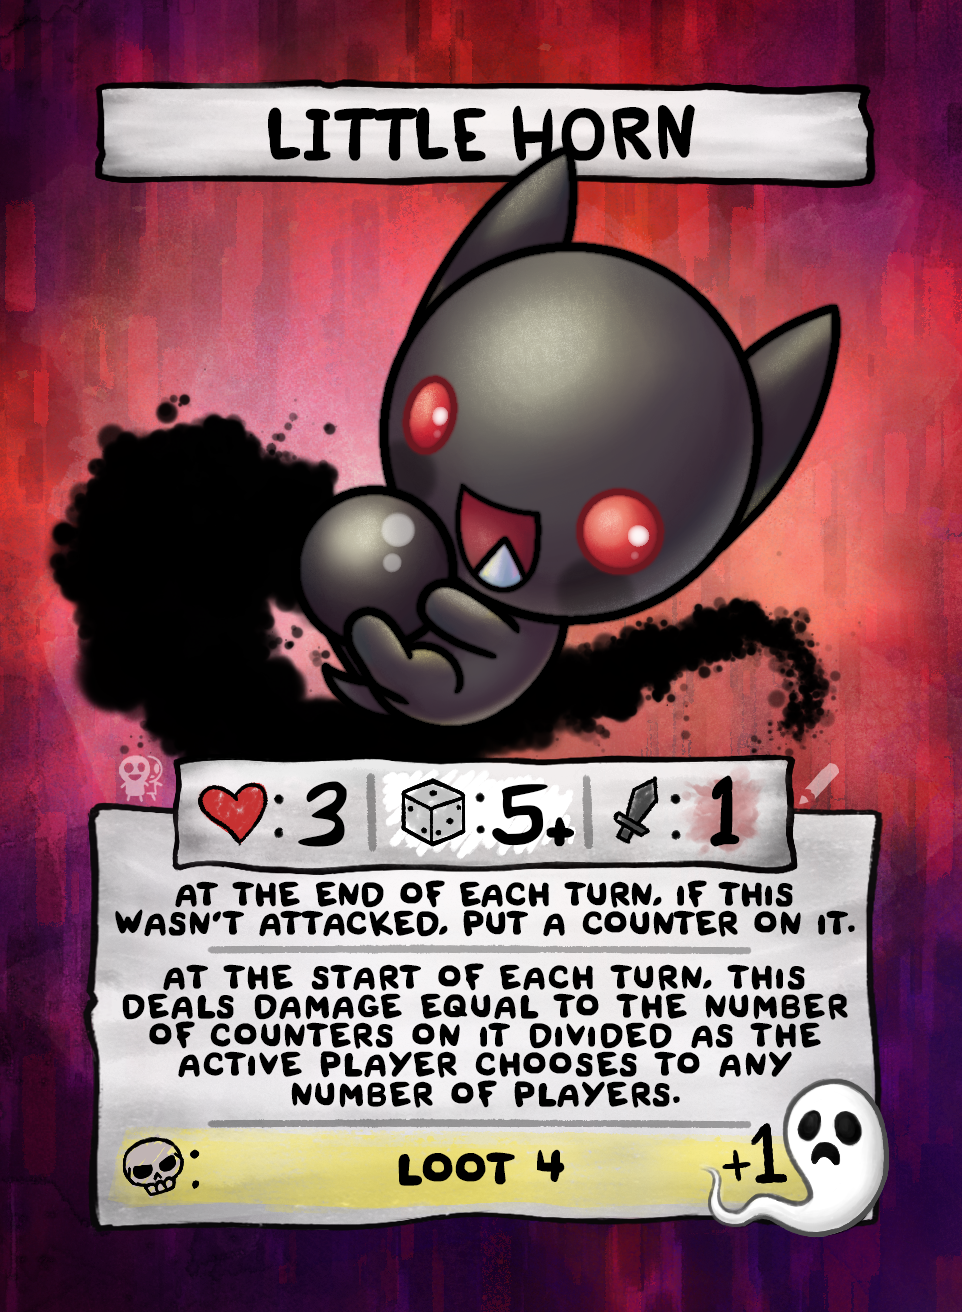 LITTLE HORN
: 3 : 5+ : 1
AT THE END OF EACH TURN, IF THIS
WASN'T ATTACKED, PUT A COUNTER ON IT.
AT THE START OF EACH TURN, THIS
DEALS DAMAGE EQUAL TO THE NUMBER
OF COUNTERS ON IT DIVIDED AS THE
ACTIVE PLAYER CHOOSES TO ANY
NUMBER OF PLAYERS.
: LOOT 4 +1